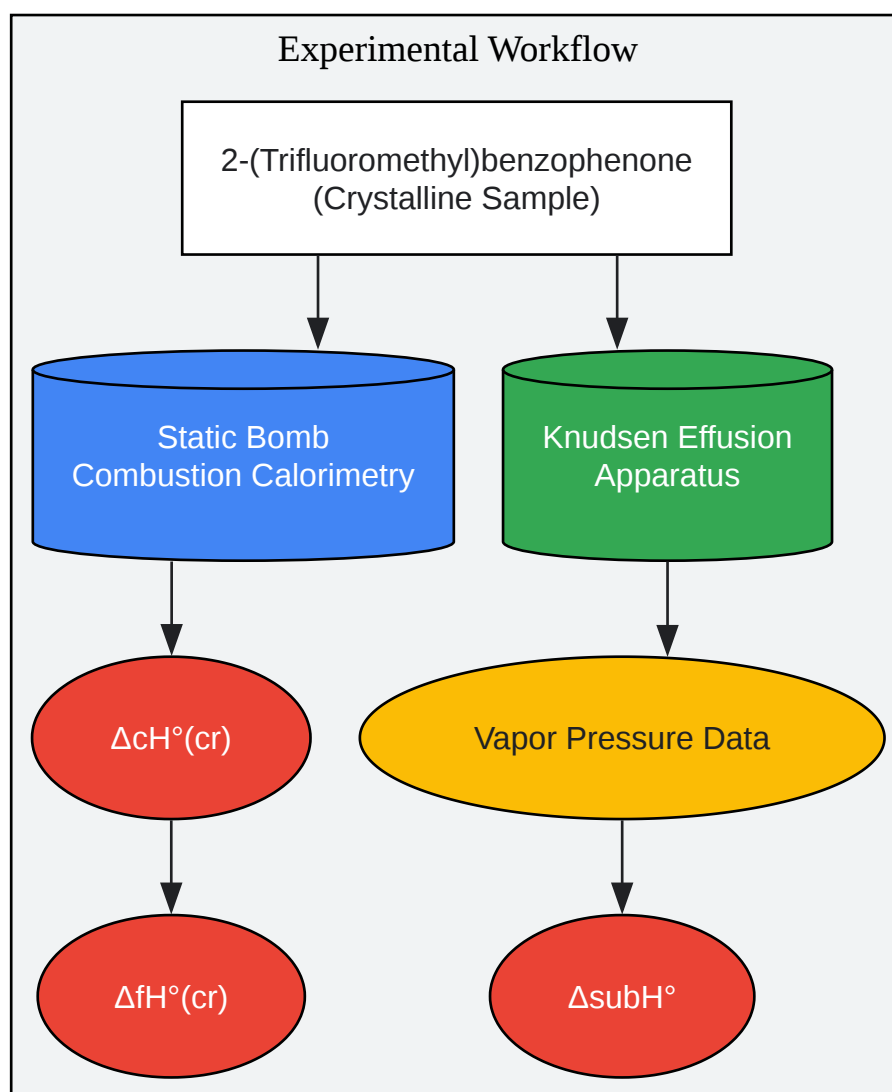 Experimental Workflow
2-(Trifluoromethyl)benzophenone
(Crystalline Sample)
Static Bomb
Combustion Calorimetry
Knudsen Effusion
Apparatus
ΔcH°(cr)
Vapor Pressure Data
ΔfH°(cr)
ΔsubH°